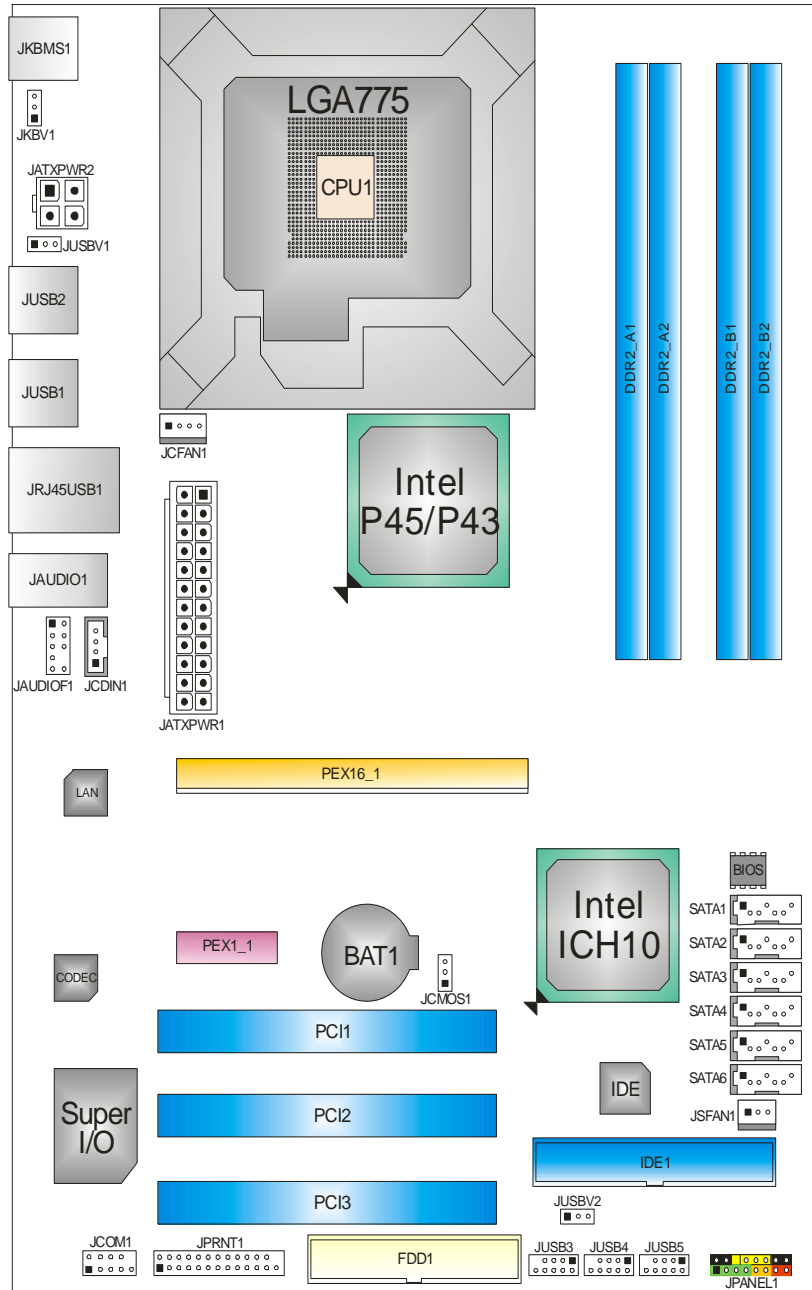 JKBMS1
LGA775
JKBV1
CPU1
JATXPWR2
JUSBV1
JUSB2
DDR2_A1
DDR2_A2
DDR2_B1
DDR2_B2
JUSB1
JCFAN1
JRJ45USB1
Intel
P45/P43
JAUDIO1
JAUDIOF1
JCDIN1
JATXPWR1
PEX16_1
LAN
BIOS
Intel
ICH10
SATA1
PEX1_1
BAT1
SATA2
CODEC
SATA3
JCMOS1
SATA4
PCI1
SATA5
SATA6
IDE
Super
I/O
PCI2
JSFAN1
IDE1
PCI3
JUSBV2
JCOM1
JPRNT1
FDD1
JUSB3
JUSB4
JUSB5
JPANEL1